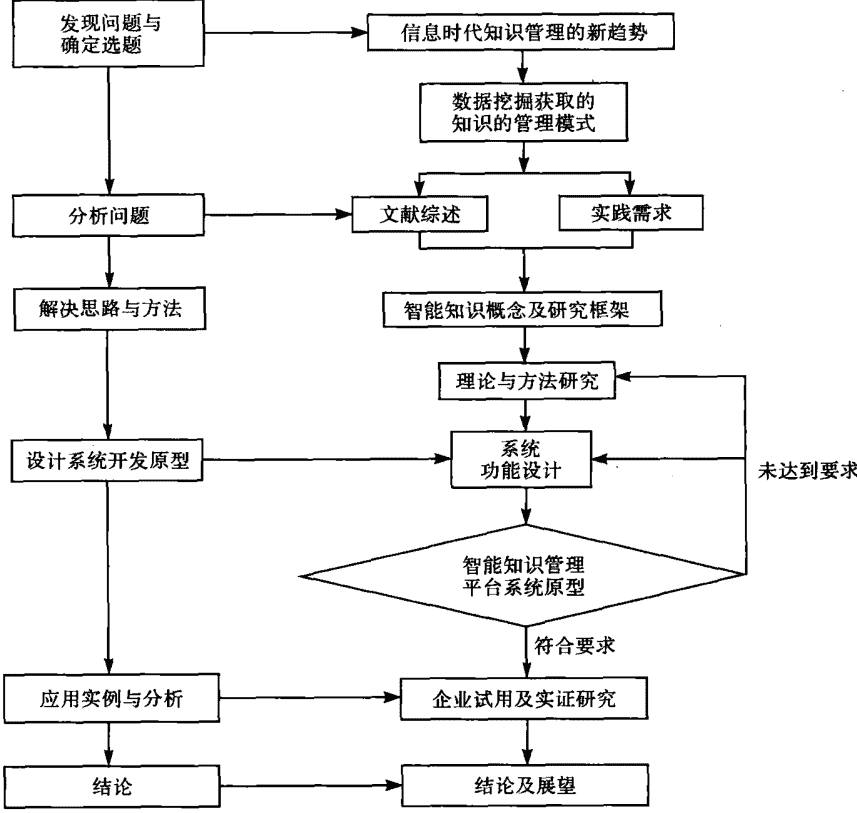 发现问题与
确定选题
信息时代知识管理的新趋势
数据挖掘获取的
知识的管理模式
分析问题
文献综述
实践需求
解决思路与方法
智能知识概念及研究框架
理论与方法研究
设计系统开发原型
系统
功能设计
未达到要求
智能知识管理
平台系统原型
符合要求
应用实例与分析
企业试用及实证研究
结论
结论及展望